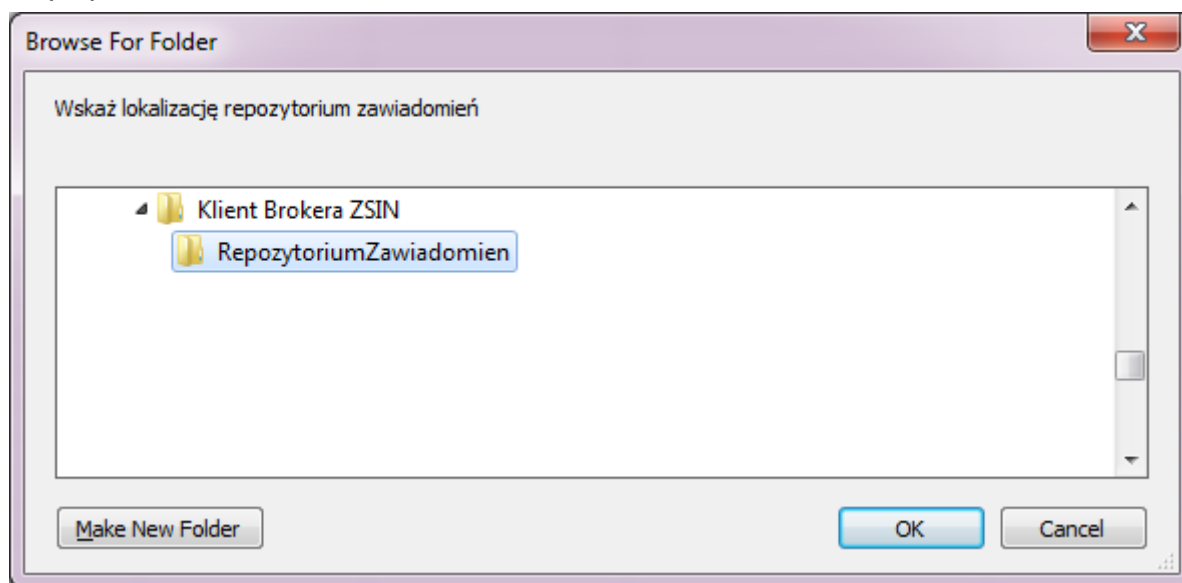 Browse For Folder
Wskaż lokalizację repozytorium zawiadomień
Klient Brokera ZSIN
RepozytoriumZawiadomien
Make New Folder
OK
Cancel